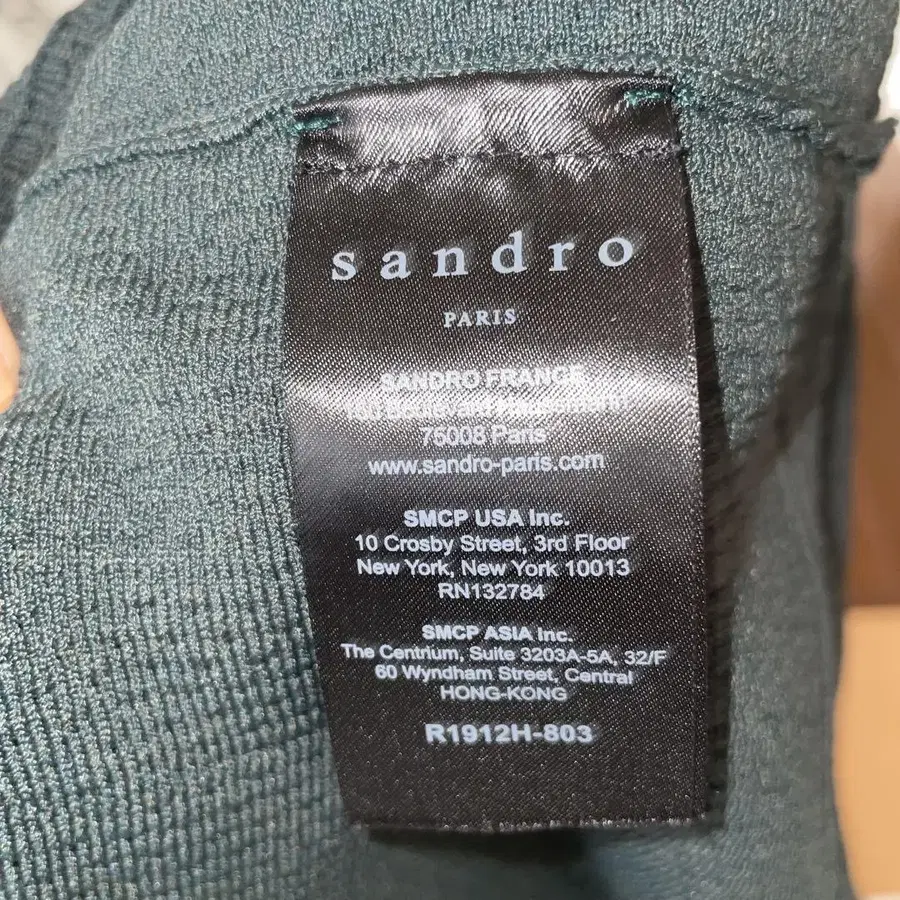 sandro
PARIS
SANDRO FRANCE
Boulevard
75008 Paris
www.sandro-paris.com
SMCP USA Inc.
10 Crosby Street, 3rd Floor
New York, New York 10013
RN132784
SMCP ASIA Inc.
The Centrium, Suite 3203A-5A, 32/F
60 Wyndham Street, Central
HONG-KONG
R1912H-803